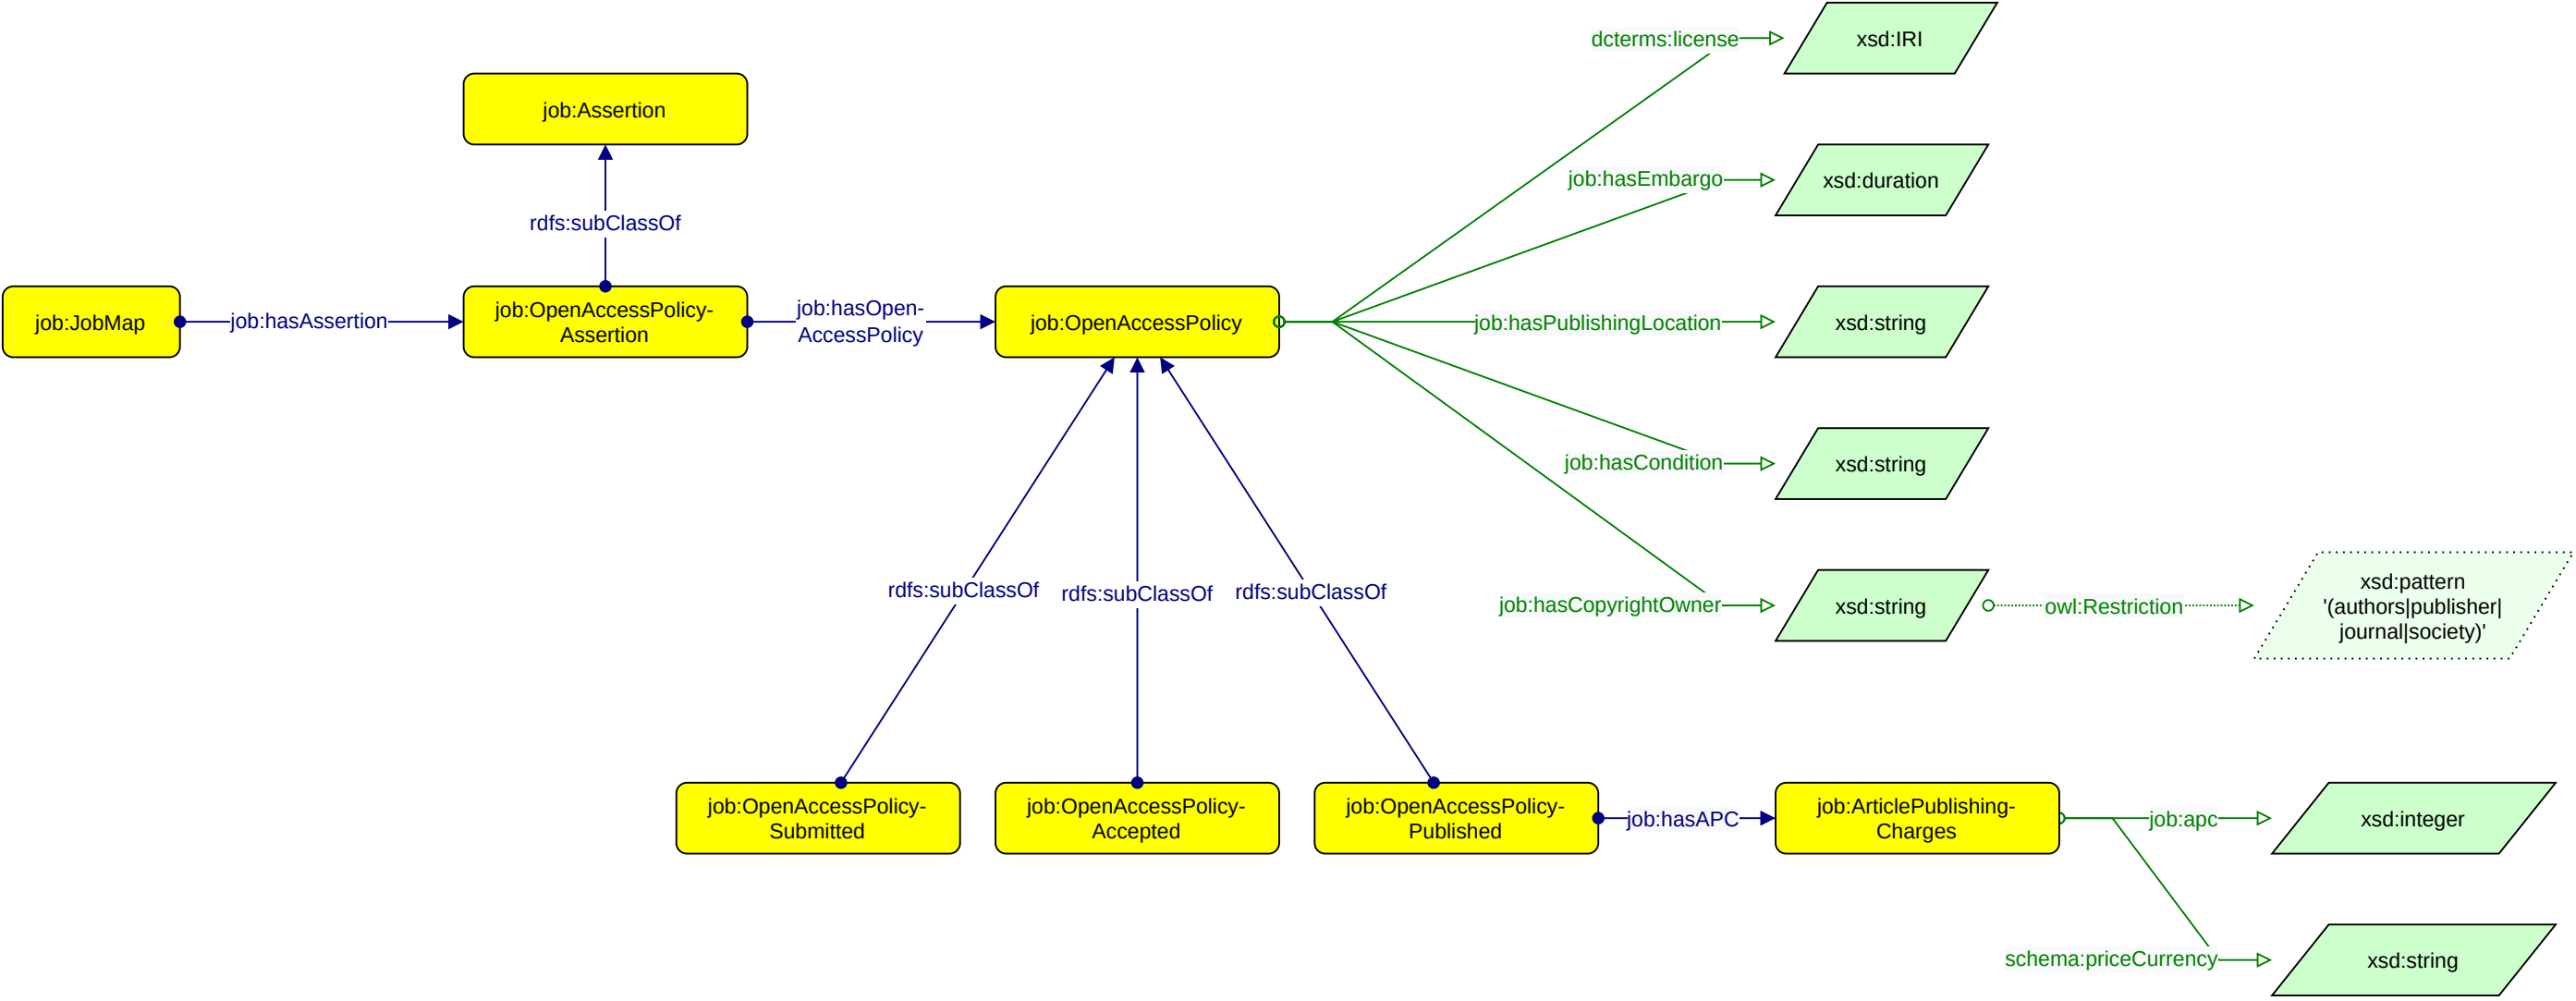 dcterms:license
xsd:IRI
job:Assertion
job:hasEmbargo
xsd:duration
rdfs:subClassOf
job:JobMap
job:hasAssertion
job:OpenAccessPolicy-
Assertion
job:hasOpen-
AccessPolicy
job:OpenAccessPolicy
job:hasPublishingLocation
xsd:string
job:hasCondition
xsd:string
rdfs:subClassOf
rdfs:subClassOf
rdfs:subClassOf
job:hasCopyrightOwner
xsd:string
owl:Restriction
xsd:pattern
'(authors|publisher|
journal|society)'
job:OpenAccessPolicy-
Submitted
job:OpenAccessPolicy-
Accepted
job:OpenAccessPolicy-
Published
job:hasAPC
job:ArticlePublishing-
Charges
job:apc
xsd:integer
schema:priceCurrency
xsd:string